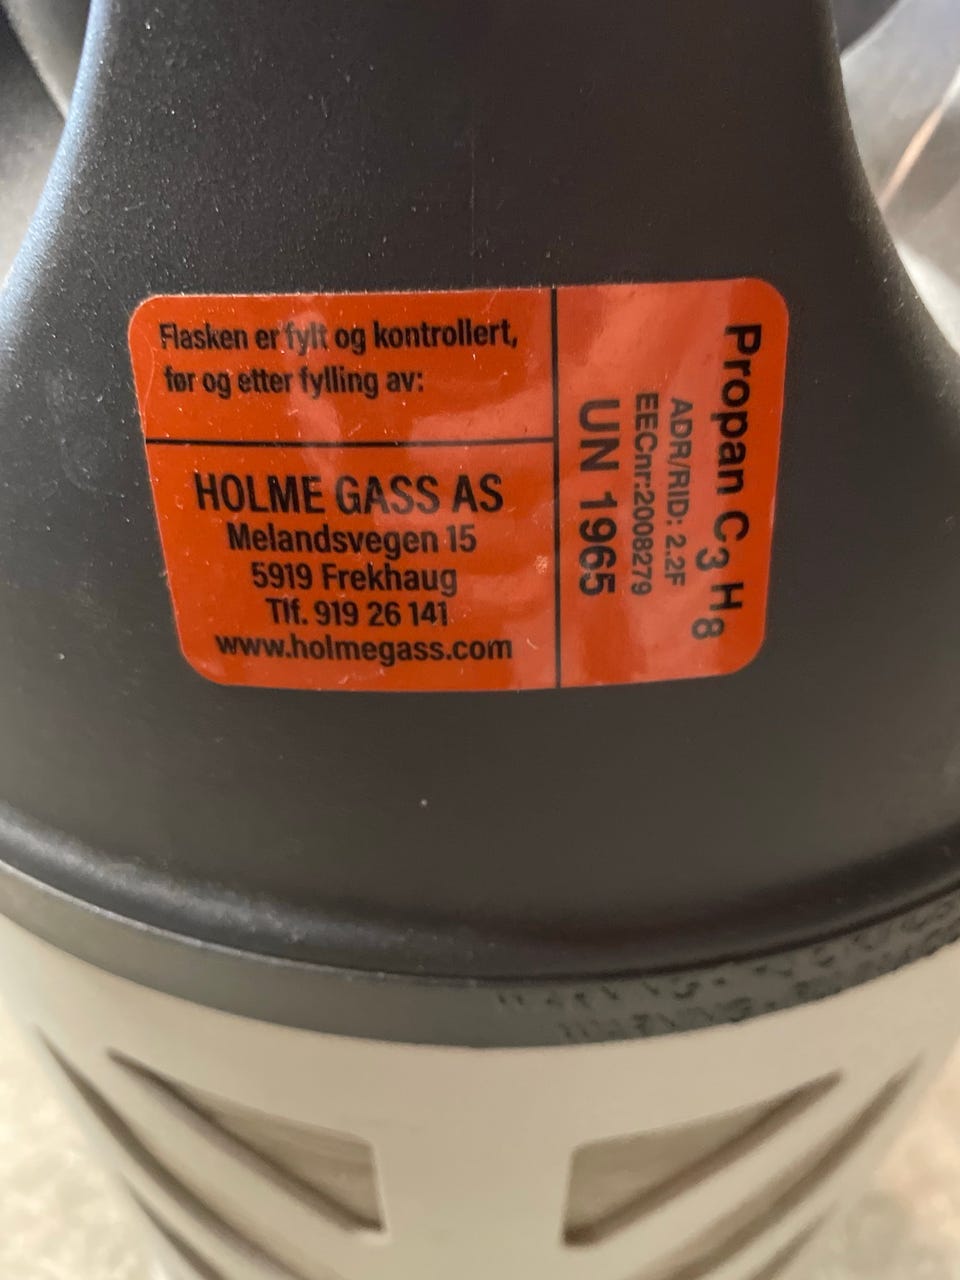 Flasken er fylt og kontrollert,
før og etter fylling av:
HOLME GASS AS
Melandsvegen 15
5919 Frekhaug
Tlf. 919 26 141
www.holmegass.com
Propan C3H8
ADR/RID: 2.2F
EECnr:2008279
UN 1965